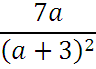 7a/(a + 3)²